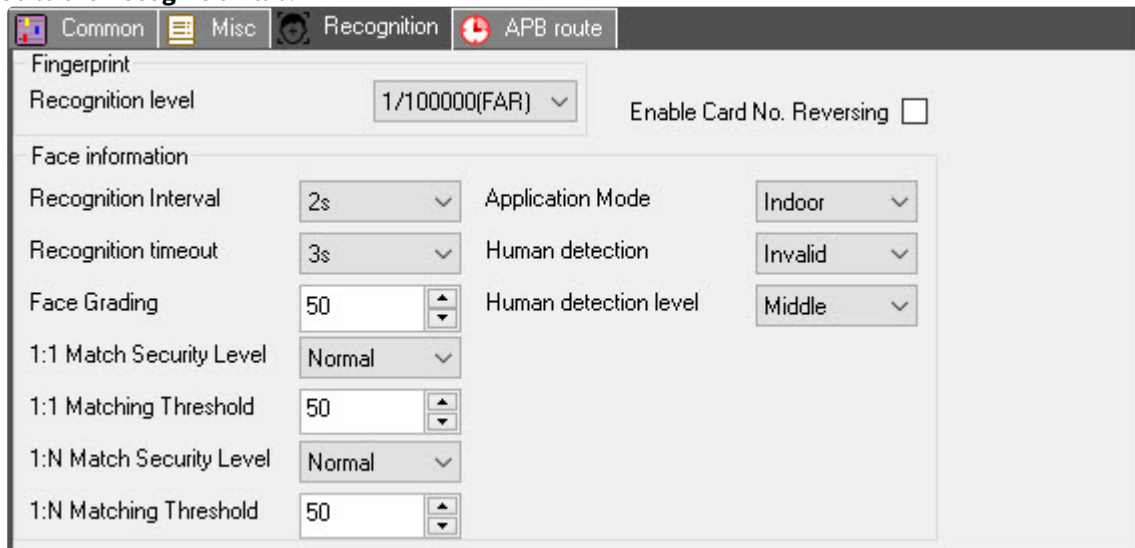 Common Misc Recognition APB route
Fingerprint
Recognition level 1/100000(FAR)
Enable Card No. Reversing
Face information
Recognition Interval 2s Application Mode Indoor
Recognition timeout 3s Human detection Invalid
Face Grading 50 Human detection level Middle
1:1 Match Security Level Normal
1:1 Matching Threshold 50
1:N Match Security Level Normal
1:N Matching Threshold 50